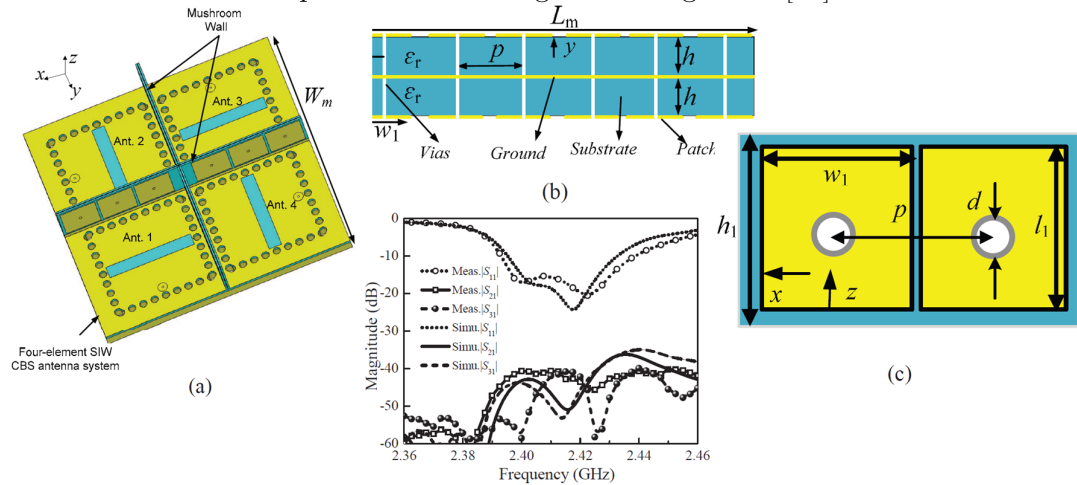 Mushroom
Wall
z
x
y
W_m
Ant. 3
Ant. 2
Ant. 4
Ant. 1
Four-element SIW
CBS antenna system
(a)
L_m
ε_r
p
y
h
ε_r
h
w_1
Vias
Ground
Substrate
Patch
(b)
Magnitude (dB)
0
-10
-20
-30
-40
-50
-60
Meas.|S_11|
Meas.|S_21|
Meas.|S_31|
Simu.|S_11|
Simu.|S_21|
Simu.|S_31|
2.36
2.38
2.40
2.42
2.44
2.46
Frequency (GHz)
w_1
p
d
h_1
l_1
x
z
(c)